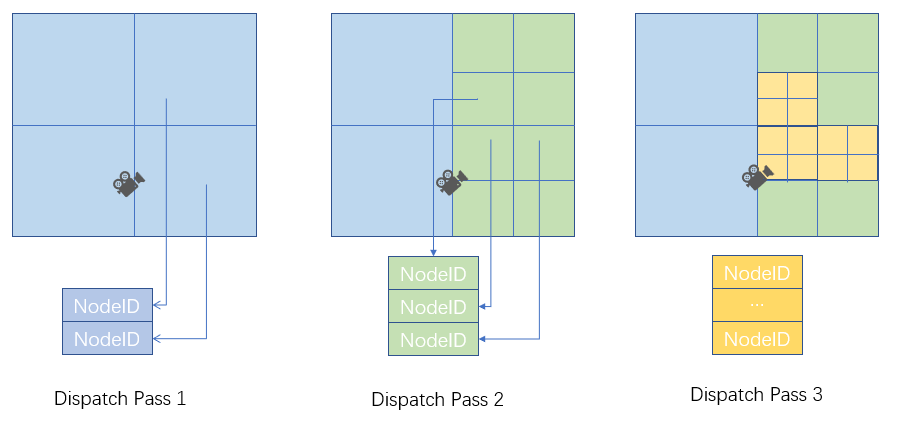 NodeID
NodeID
Dispatch Pass 1
NodeID
NodeID
NodeID
Dispatch Pass 2
NodeID
...
NodeID
Dispatch Pass 3